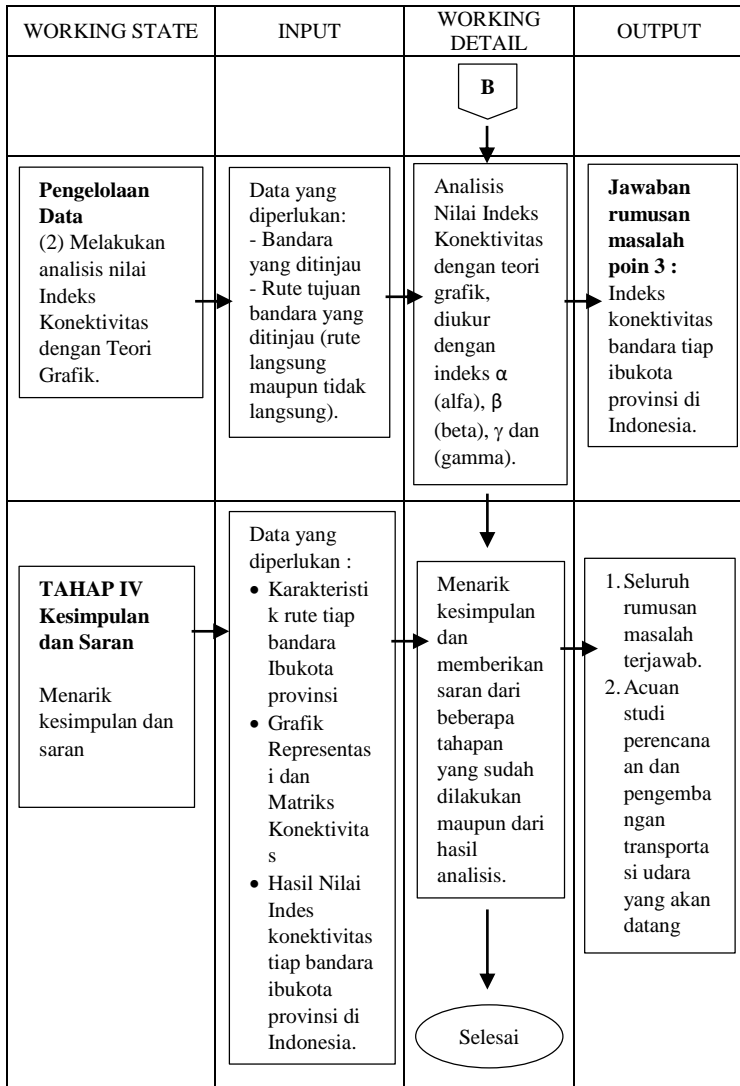 WORKING STATE
INPUT
WORKING
DETAIL
OUTPUT
B
Pengelolaan
Data
(2) Melakukan
analisis nilai
Indeks
Konektivitas
dengan Teori
Grafik.
Data yang
diperlukan:
- Bandara
yang ditinjau
- Rute tujuan
bandara yang
ditinjau (rute
langsung
maupun tidak
langsung).
Analisis
Nilai Indeks
Konektivitas
dengan teori
grafik,
diukur
dengan
indeks α
(alfa), β
(beta), γ dan
(gamma).
Jawaban
rumusan
masalah
poin 3 :
Indeks
konektivitas
bandara tiap
ibukota
provinsi di
Indonesia.
TAHAP IV
Kesimpulan
dan Saran
Menarik
kesimpulan dan
saran
Data yang
diperlukan :
• Karakteristi
k rute tiap
bandara
Ibukota
provinsi
• Grafik
Representas
i dan
Matriks
Konektivita
s
• Hasil Nilai
Indes
konektivitas
tiap bandara
ibukota
provinsi di
Indonesia.
Menarik
kesimpulan
dan
memberikan
saran dari
beberapa
tahapan
yang sudah
dilakukan
maupun dari
hasil
analisis.
1. Seluruh
rumusan
masalah
terjawab.
2. Acuan
studi
perencana
an dan
pengemba
ngan
transporta
si udara
yang akan
datang
Selesai